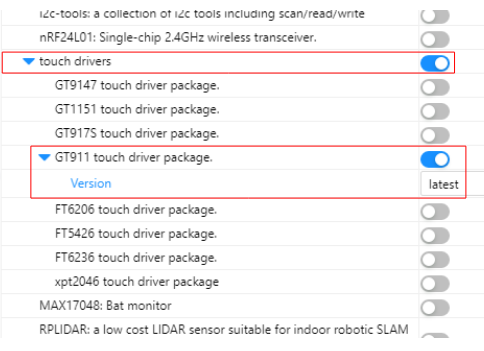 i2c-tools: a collection of i2c tools including scan/read/write
nRF24L01: Single-chip 2.4GHz wireless transceiver.
touch drivers
GT9147 touch driver package.
GT1151 touch driver package.
GT917S touch driver package.
GT911 touch driver package.
Version latest
FT6206 touch driver package.
FT5426 touch driver package.
FT6236 touch driver package.
xpt2046 touch driver package
MAX17048: Bat monitor
RPLIDAR: a low cost LIDAR sensor suitable for indoor robotic SLAM